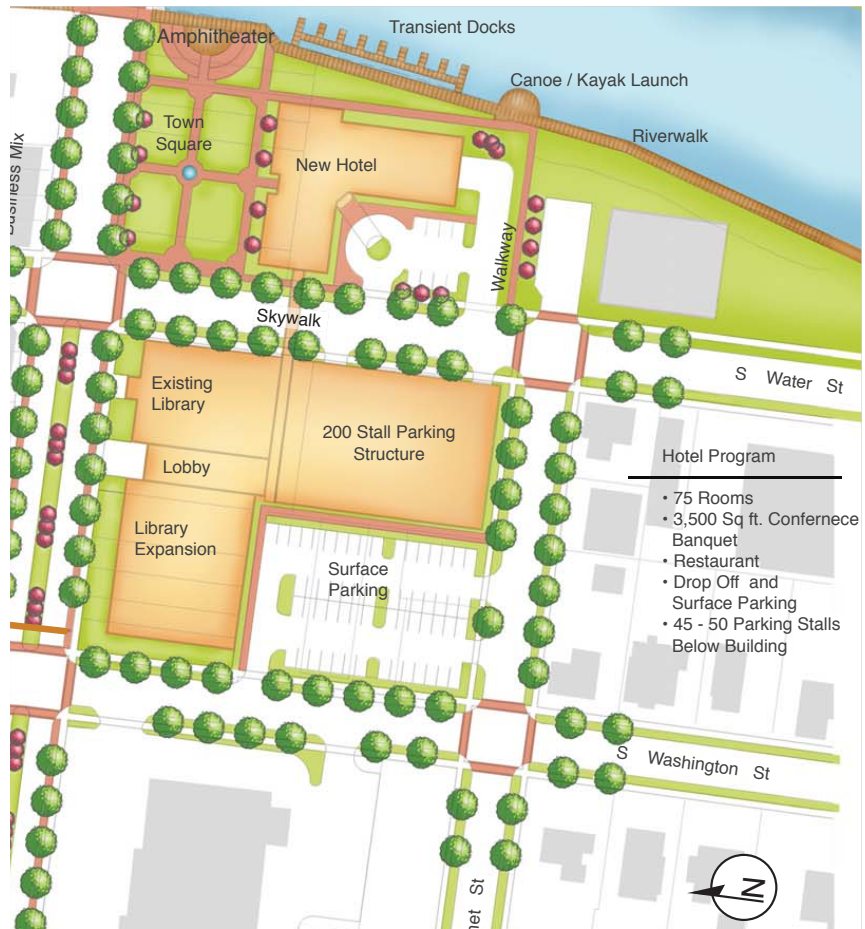 Amphitheater
Transient Docks
Canoe / Kayak Launch
Riverwalk
Town
Square
Business Mix
New Hotel
Walkway
Skywalk
S Water St
Existing
Library
200 Stall Parking
Structure
Lobby
Library
Expansion
Surface
Parking
Hotel Program
• 75 Rooms
• 3,500 Sq ft. Confernece
Banquet
• Restaurant
• Drop Off and
Surface Parking
• 45 - 50 Parking Stalls
Below Building
S Washington St
St
N